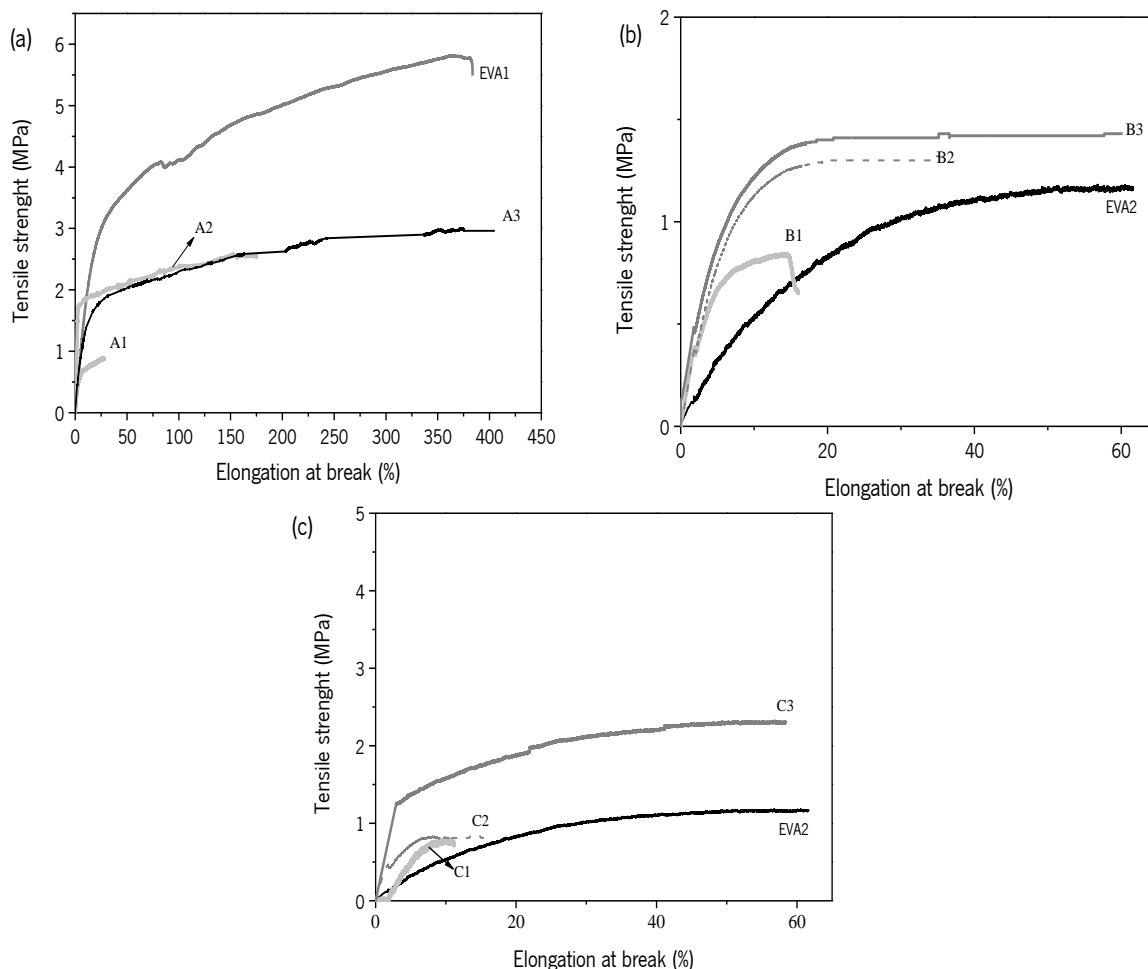 (a)
6
5
4
3
2
1
0
Tensile strenght (MPa)
EVA1
A2
A3
A1
0 50 100 150 200 250 300 350 400 450
Elongation at break (%)
(b)
2
1
0
Tensile strenght (MPa)
B3
B2
EVA2
B1
0 20 40 60
Elongation at break (%)
(c)
5
4
3
2
1
0
Tensile strenght (MPa)
C3
C2
EVA2
C1
0 20 40 60
Elongation at break (%)